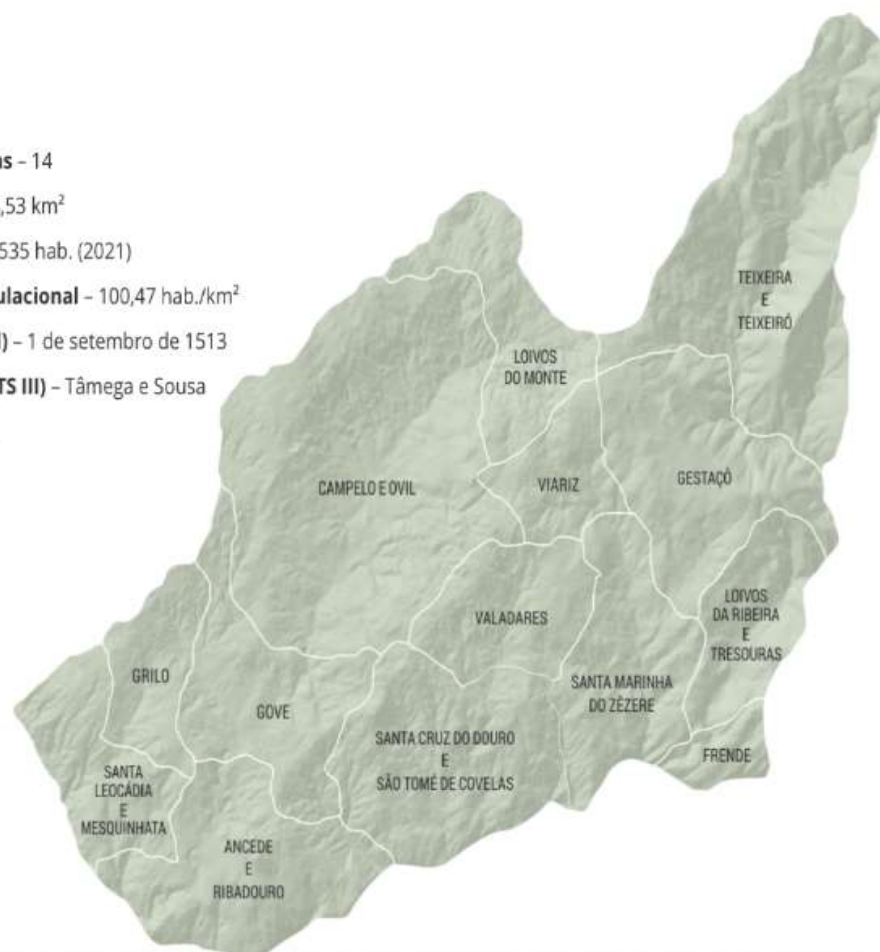 – 14
,53 km²
535 hab. (2021)
– 100,47 hab./km²
– 1 de setembro de 1513
TS III) – Tâmega e Sousa
TEIXEIRA
E
TEIXEIRÓ
LOIVOS
DO MONTE
CAMPELO E OVIL
VIARIZ
GESTAÇÔ
VALADARES
LOIVOS
DA RIBEIRA
E
TRESOURAS
GRILO
SANTA MARINHA
DO ZÊZERE
GOVE
SANTA CRUZ DO DOURO
E
SÃO TOMÉ DE COVELAS
FRENDE
SANTA
LEOCÁDIA
E
MESQUINHATA
ANCEDE
E
RIBADOURO